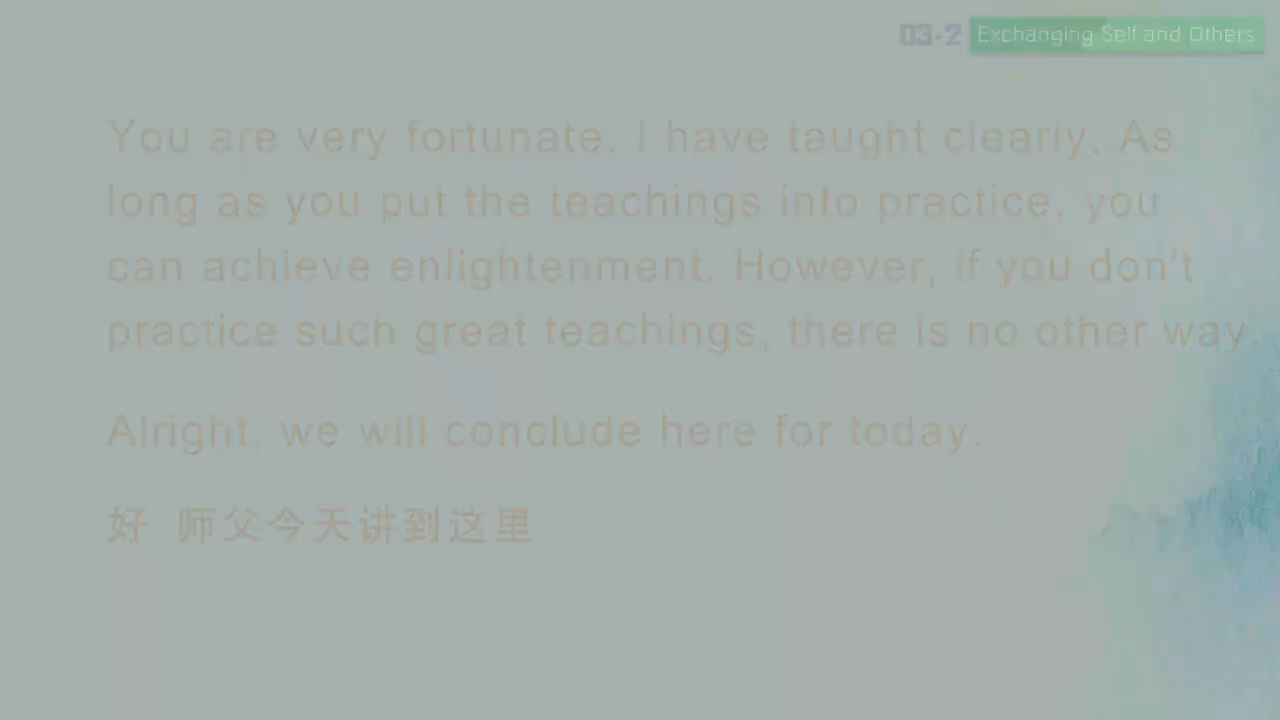 03-2 Exchanging Self and Others
You are very fortunate. I have taught clearly. As
long as you put the teachings into practice, you
can achieve enlightenment. However, if you don't
practice such great teachings, there is no other way.
Alright, we will conclude here for today.
好 师父今天讲到这里